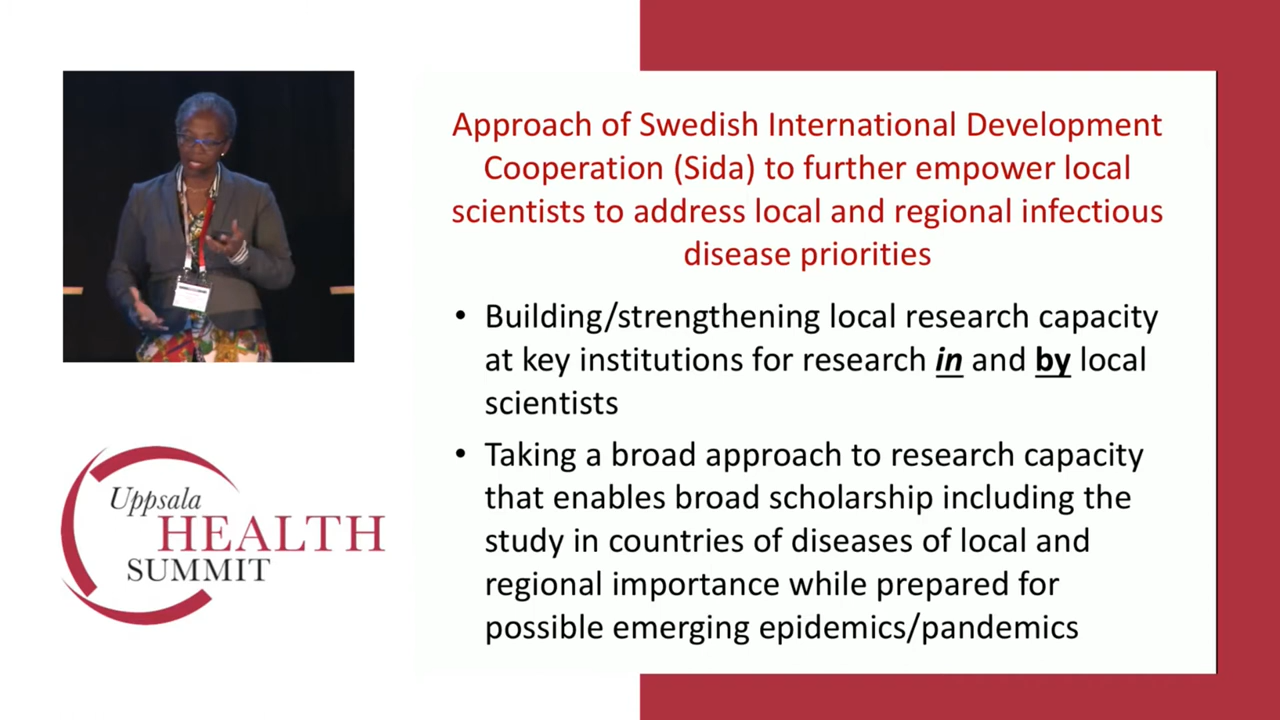 Approach of Swedish International Development
Cooperation (Sida) to further empower local
scientists to address local and regional infectious
disease priorities
• Building/strengthening local research capacity
at key institutions for research in and by local
scientists
• Taking a broad approach to research capacity
that enables broad scholarship including the
study in countries of diseases of local and
regional importance while prepared for
possible emerging epidemics/pandemics
Uppsala
HEALTH
SUMMIT